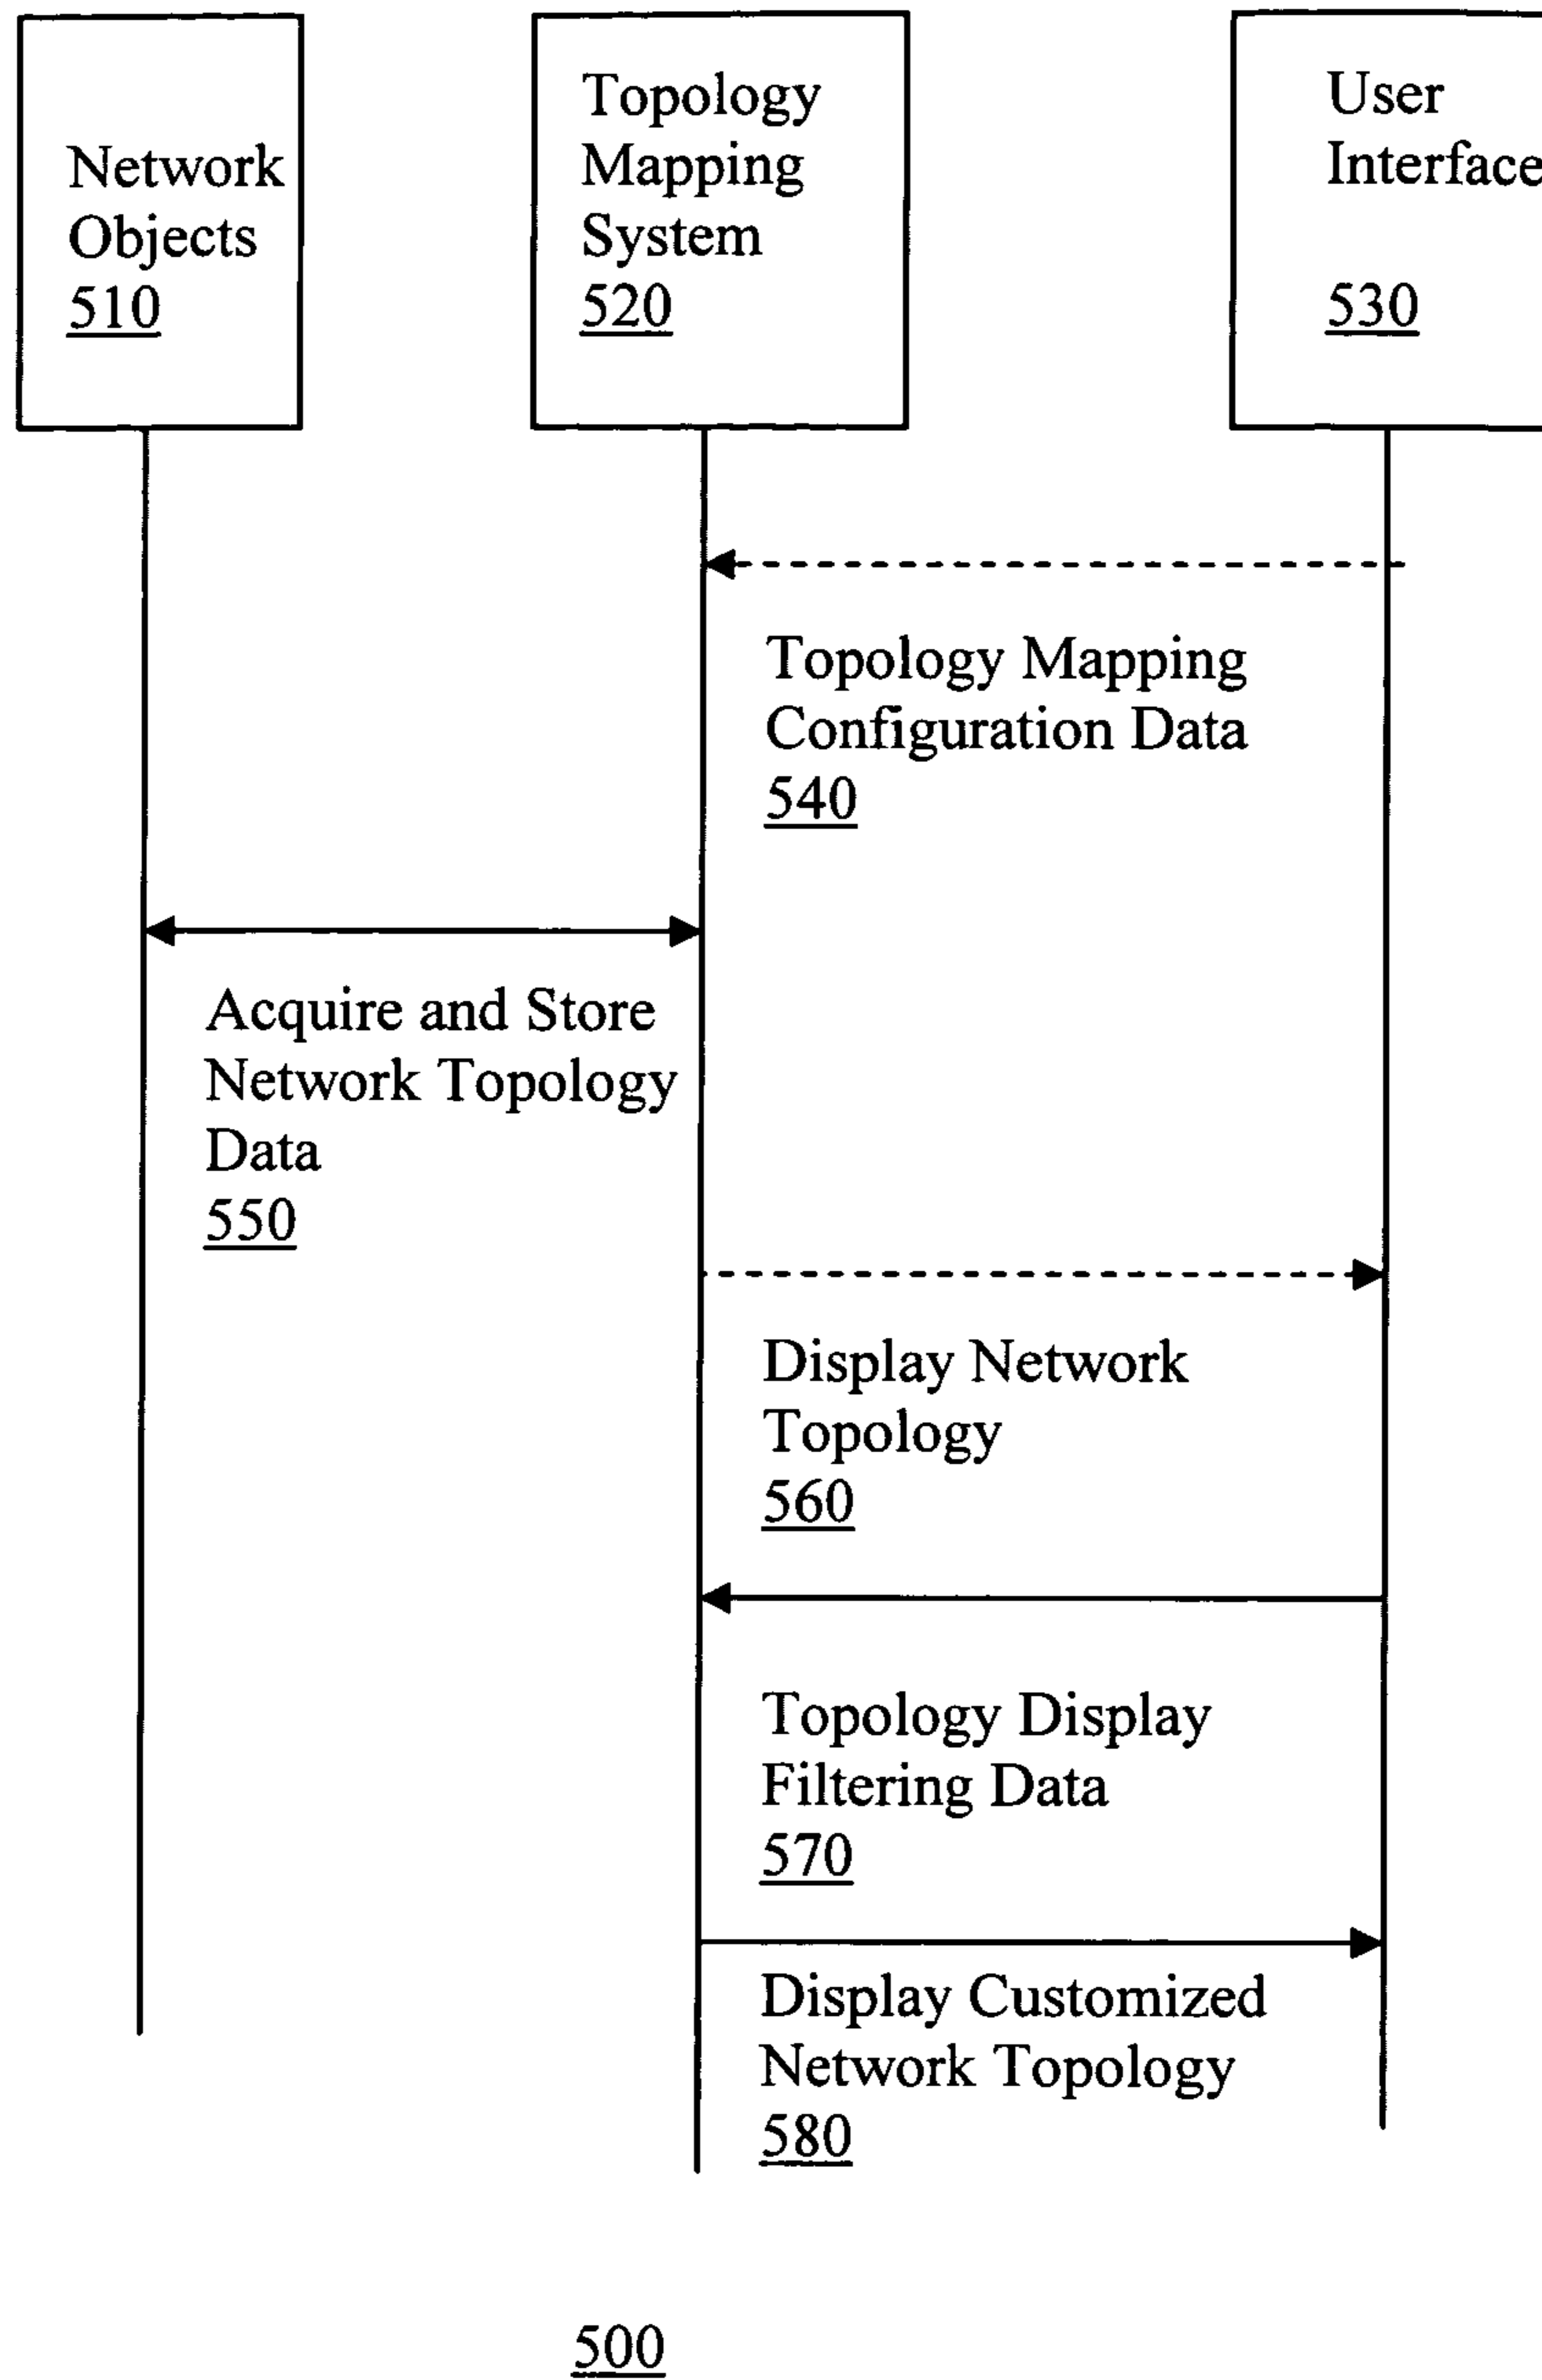 Network
Objects
510
Topology
Mapping
System
520
User
Interface
530
Topology Mapping
Configuration Data
540
Acquire and Store
Network Topology
Data
550
Display Network
Topology
560
Topology Display
Filtering Data
570
Display Customized
Network Topology
580
500